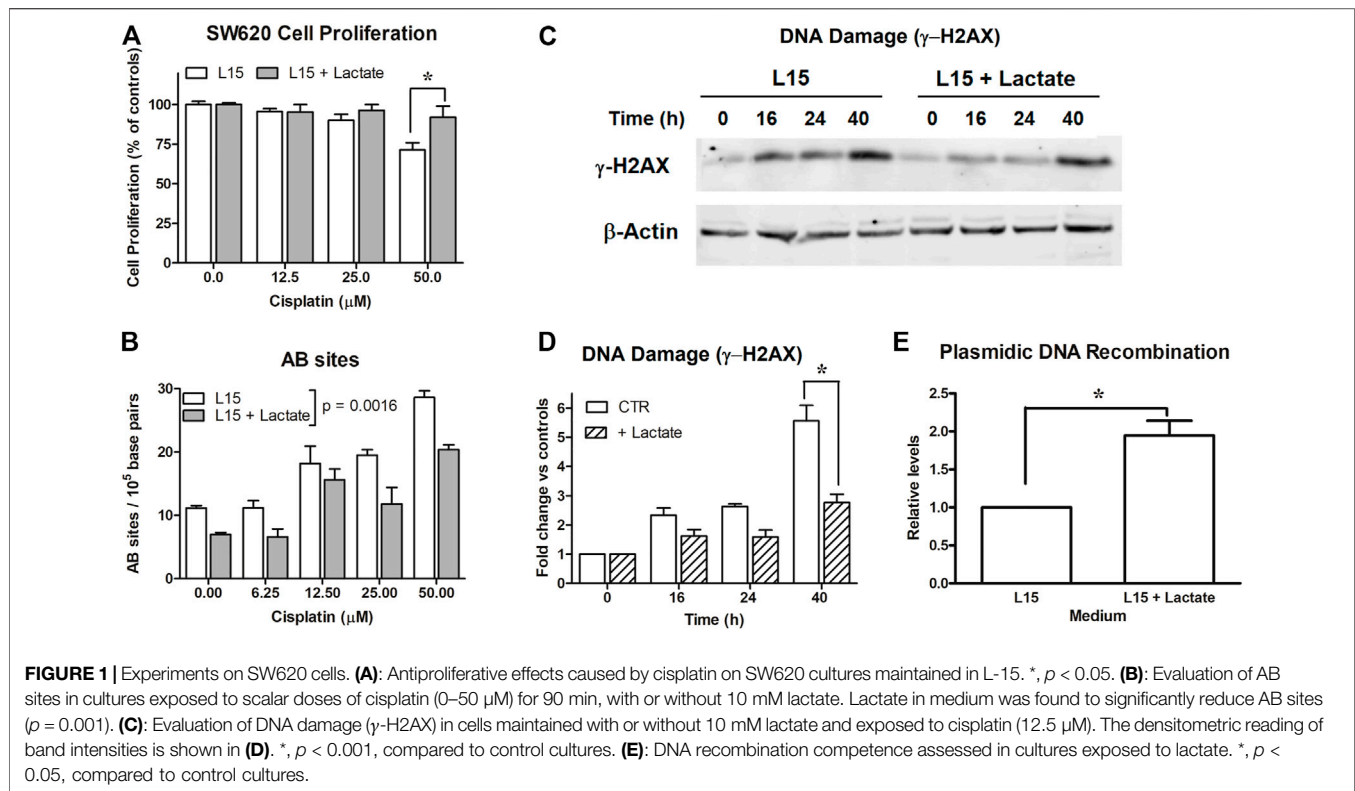 A
SW620 Cell Proliferation
L15
L15 + Lactate
*
Cell Proliferation (% of controls)
100
75
50
25
0
0.0 12.5 25.0 50.0
Cisplatin (μM)
C
DNA Damage (γ–H2AX)
L15 L15 + Lactate
Time (h) 0 16 24 40 0 16 24 40
γ-H2AX
β-Actin
B
AB sites
L15
L15 + Lactate
p = 0.0016
AB sites / 10⁵ base pairs
30
20
10
0
0.00 6.25 12.50 25.00 50.00
Cisplatin (μM)
D
DNA Damage (γ–H2AX)
CTR
+ Lactate
*
Fold change vs controls
6
5
4
3
2
1
0
0 16 24 40
Time (h)
E
Plasmidic DNA Recombination
*
Relative levels
2.5
2.0
1.5
1.0
0.5
0.0
L15 L15 + Lactate
Medium
FIGURE 1 | Experiments on SW620 cells. (A): Antiproliferative effects caused by cisplatin on SW620 cultures maintained in L-15. *, p < 0.05. (B): Evaluation of AB
sites in cultures exposed to scalar doses of cisplatin (0–50 μM) for 90 min, with or without 10 mM lactate. Lactate in medium was found to significantly reduce AB sites
(p = 0.001). (C): Evaluation of DNA damage (γ-H2AX) in cells maintained with or without 10 mM lactate and exposed to cisplatin (12.5 μM). The densitometric reading of
band intensities is shown in (D). *, p < 0.001, compared to control cultures. (E): DNA recombination competence assessed in cultures exposed to lactate. *, p <
0.05, compared to control cultures.